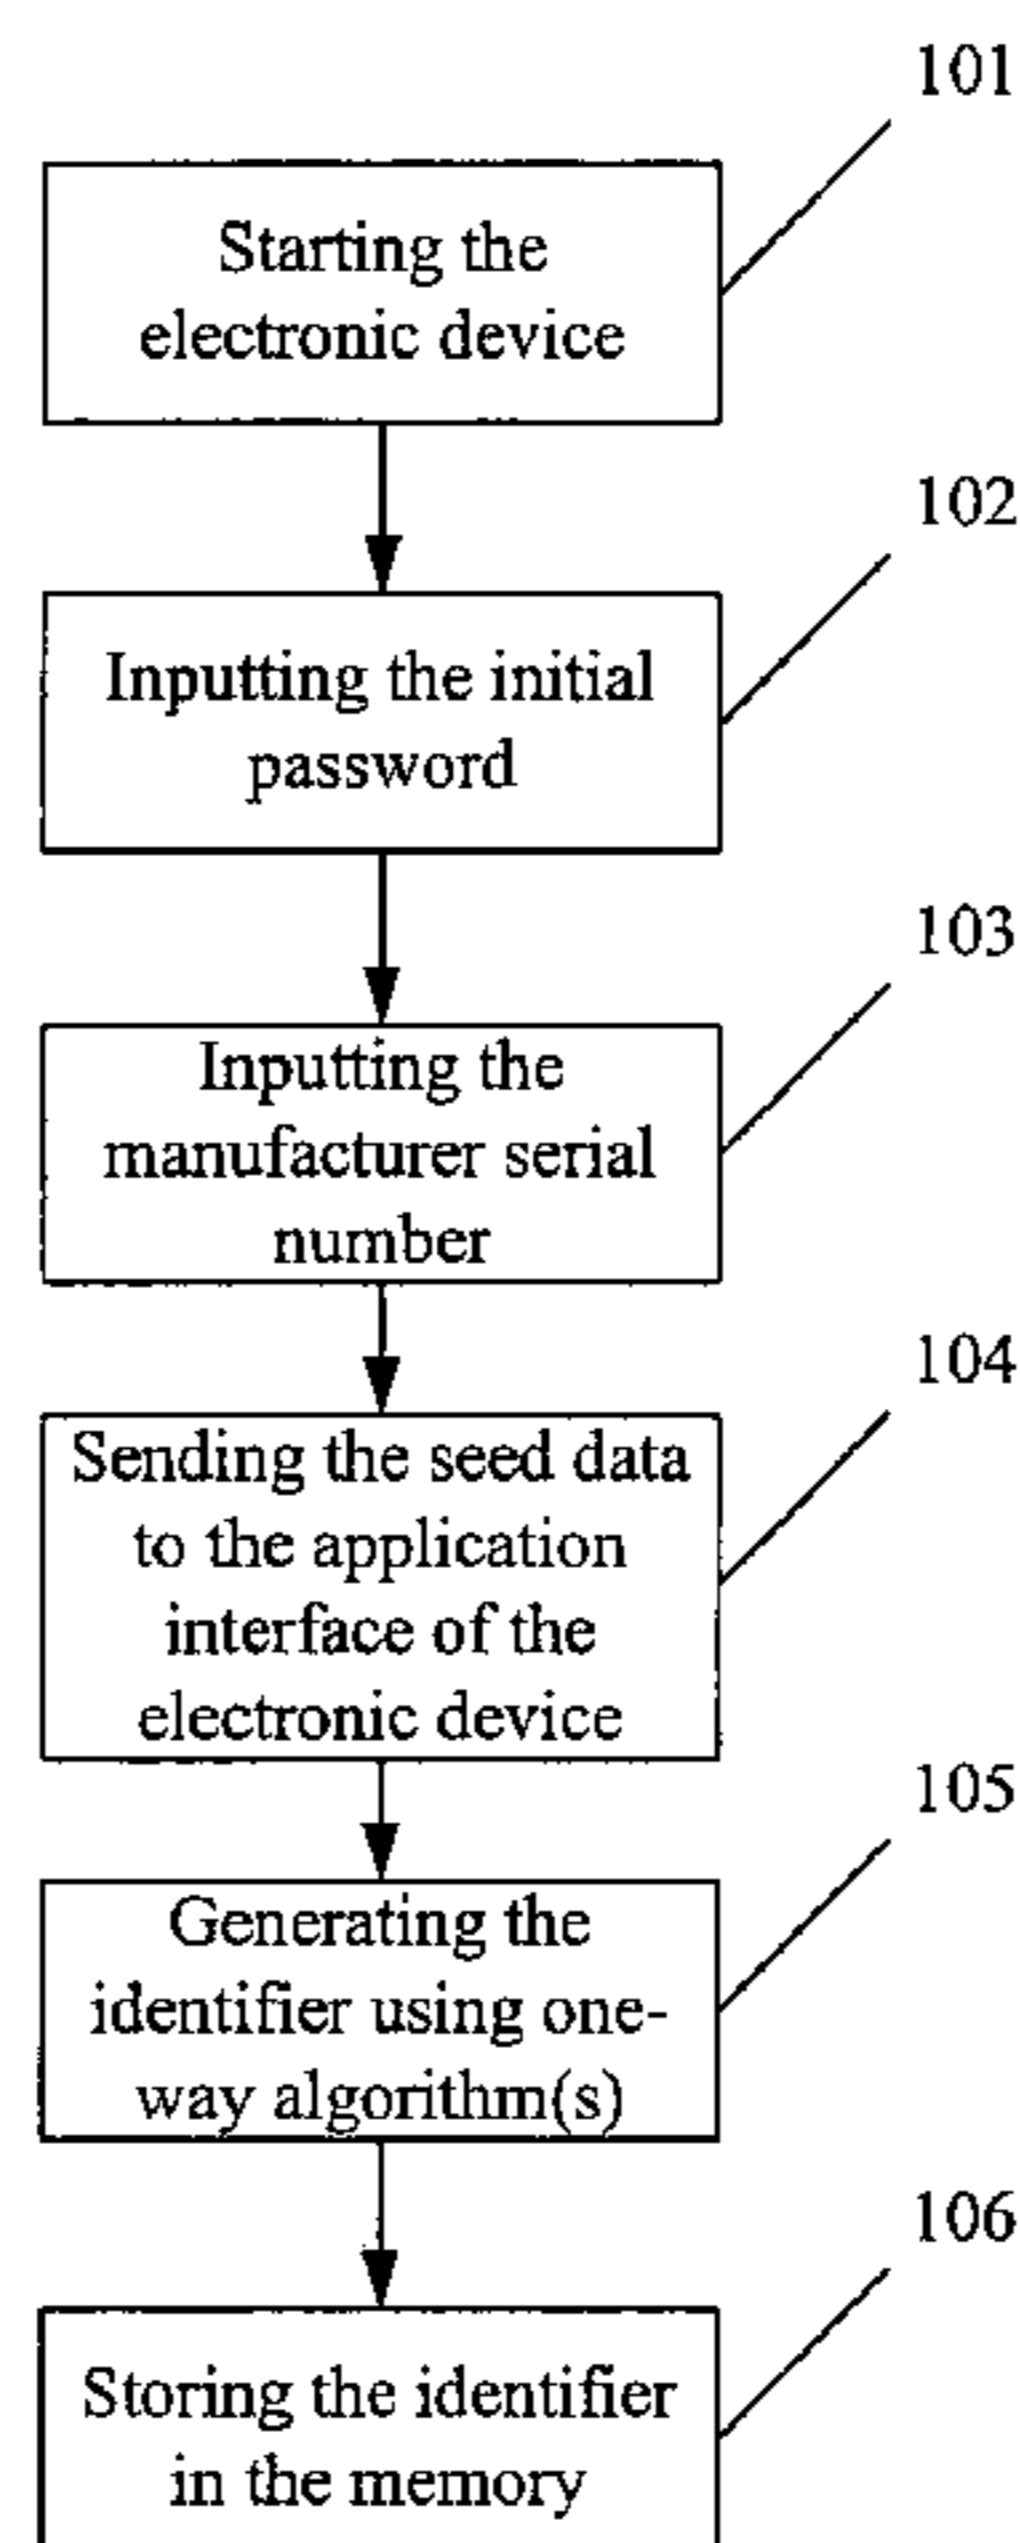 101
Starting the
electronic device
102
Inputting the initial
password
103
Inputting the
manufacturer serial
number
104
Sending the seed data
to the application
interface of the
electronic device
105
Generating the
identifier using one-
way algorithm(s)
106
Storing the identifier
in the memory